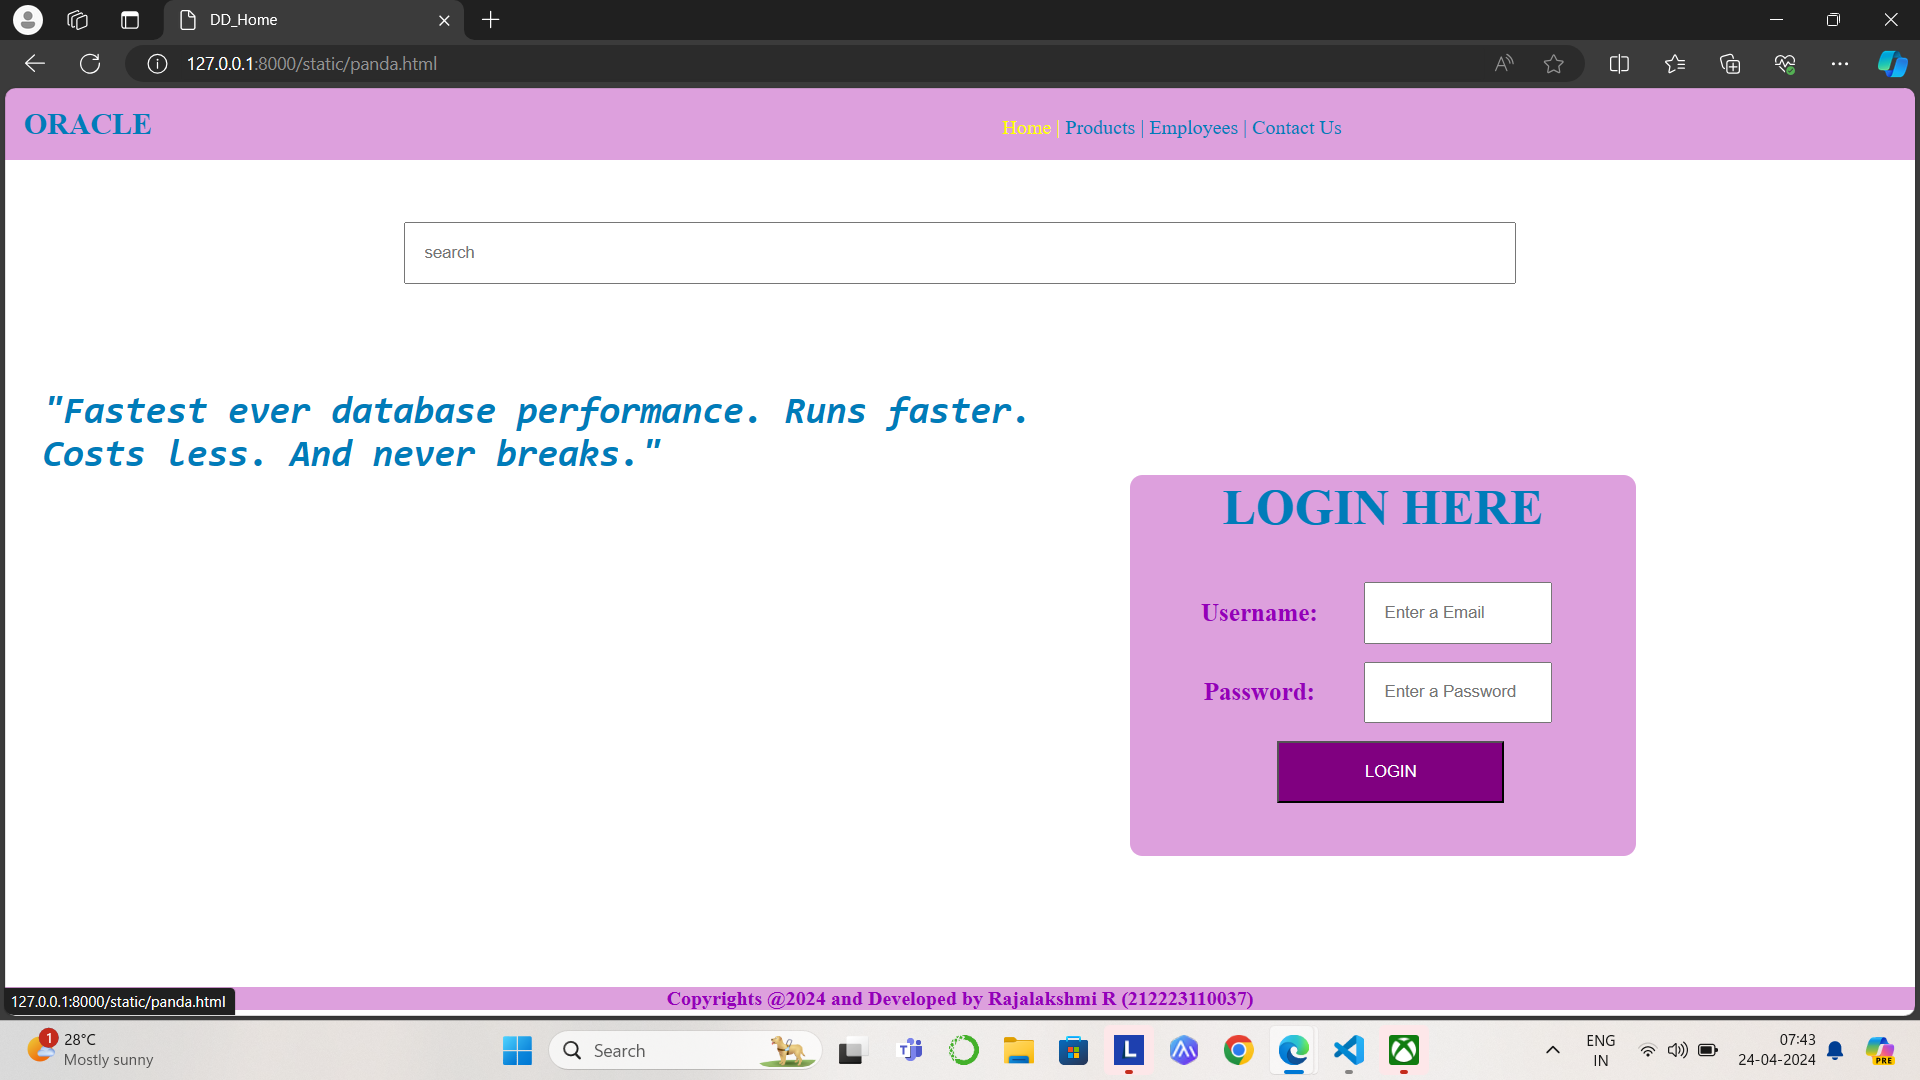 DD_Home
127.0.0.1:8000/static/panda.html
ORACLE
Home | Products | Employees | Contact Us
search
"Fastest ever database performance. Runs faster.
Costs less. And never breaks."
LOGIN HERE
Username:
Enter a Email
Password:
Enter a Password
LOGIN
Copyrights @2024 and Developed by Rajalakshmi R (212223110037)
127.0.0.1:8000/static/panda.html
1
28°C
Mostly sunny
Search
L
ENG
IN
07:43
24-04-2024
PRE